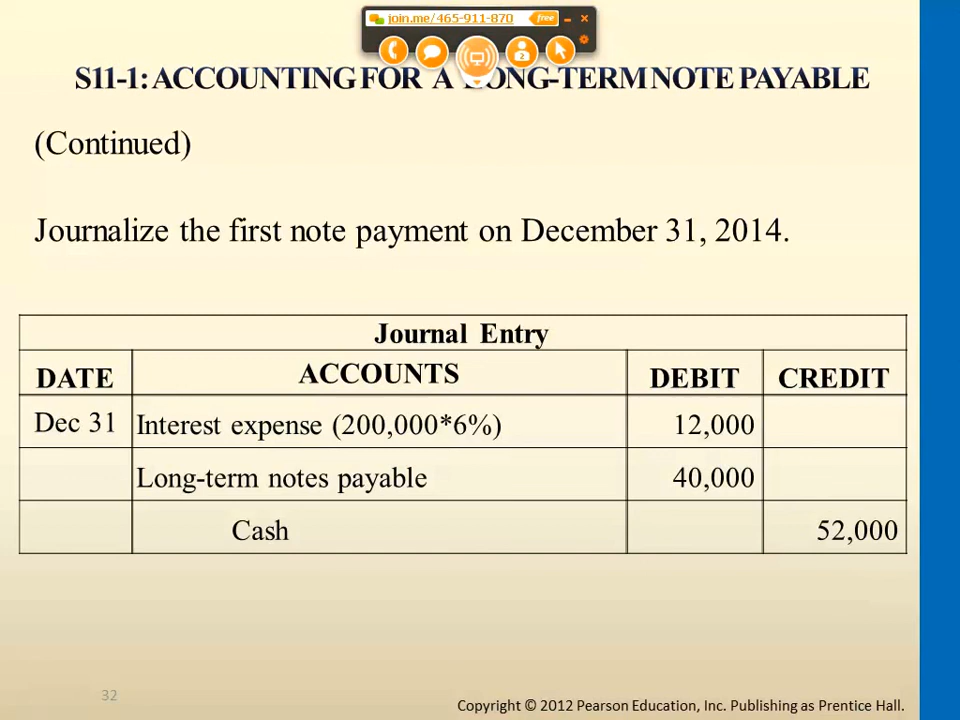 join.me/465-911-870 free
S11-1: ACCOUNTING FOR A LONG-TERM NOTE PAYABLE
(Continued)
Journalize the first note payment on December 31, 2014.
Journal Entry
DATE ACCOUNTS DEBIT CREDIT
Dec 31 Interest expense (200,000*6%) 12,000
Long-term notes payable 40,000
Cash 52,000
32
Copyright © 2012 Pearson Education, Inc. Publishing as Prentice Hall.